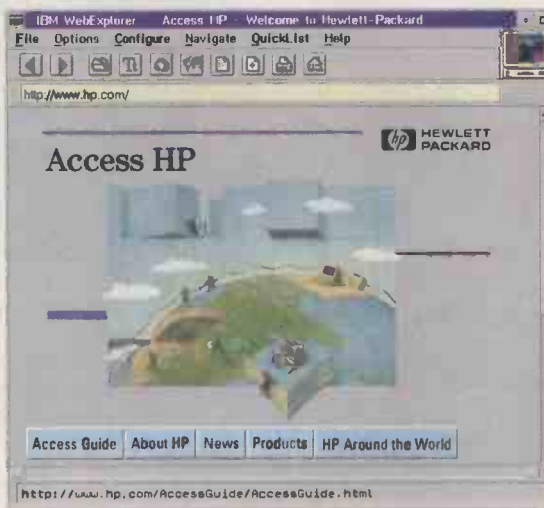 IBM WebExplorer Access HP - Welcome to Hewlett-Packard
File Options Configure Navigate QuickList Help
http://www.hp.com/
hp HEWLETT
PACKARD
Access HP
Access Guide About HP News Products HP Around the World
http://www.hp.com/AccessGuide/AccessGuide.html